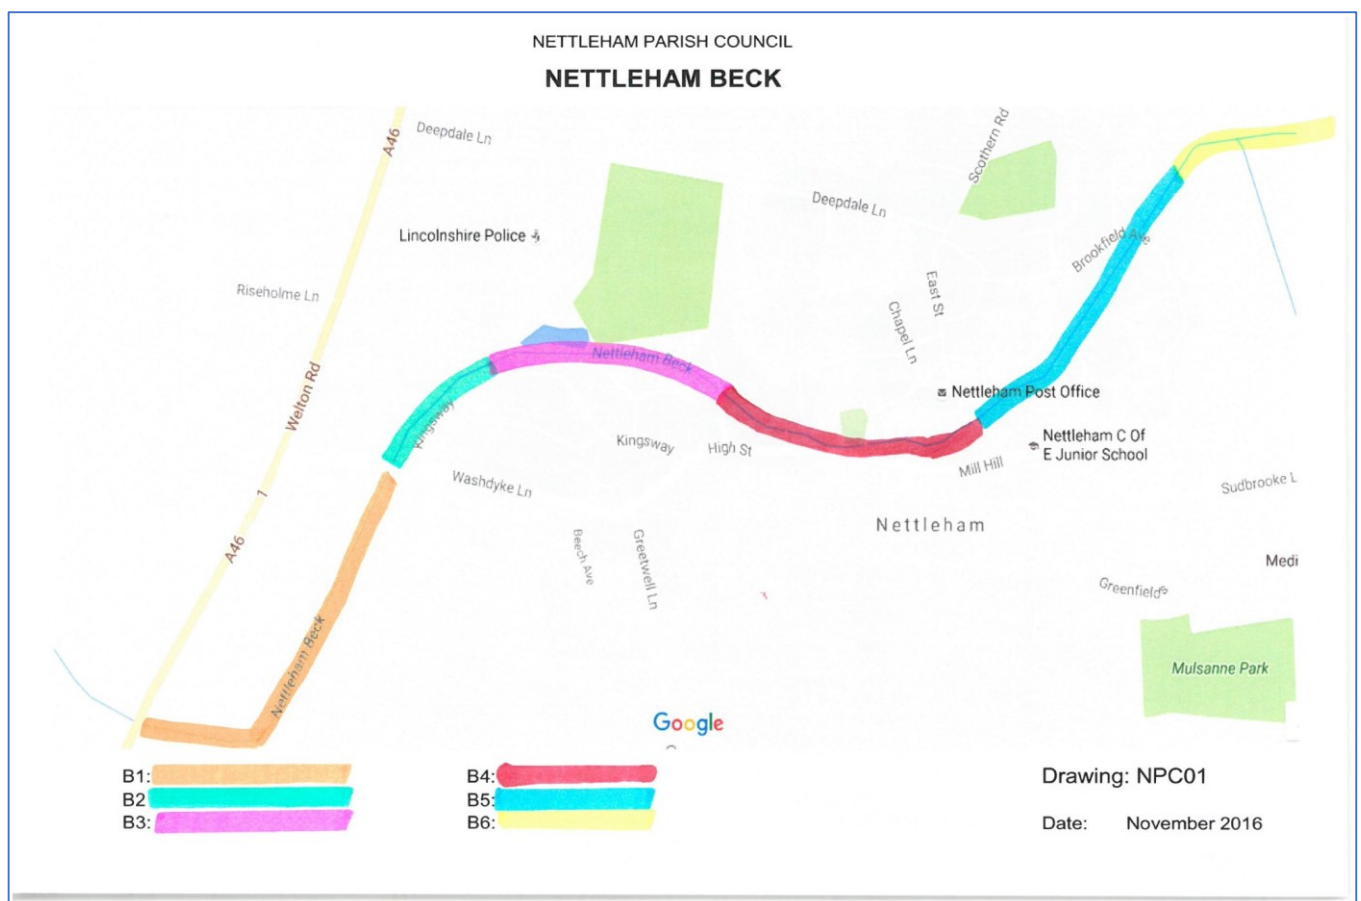 NETTLEHAM PARISH COUNCIL
NETTLEHAM BECK
A46
Deepdale Ln
Scothern Rd
Deepdale Ln
Lincolnshire Police
Brookfield Ave
Riseholme Ln
East St
Chapel Ln
Nettleham Beck
Welton Rd
Nettleham Post Office
Kingsway
Kingsway
High St
Nettleham C Of
E Junior School
Mill Hill
Washdyke Ln
Sudbrooke L
1
A46
Nettleham
Beech Ave
Greetwell Ln
Medi
Greenfield
Nettleham Beck
Mulsanne Park
Google
B1:
B2
B3:
B4:
B5:
B6:
Drawing: NPC01
Date: November 2016